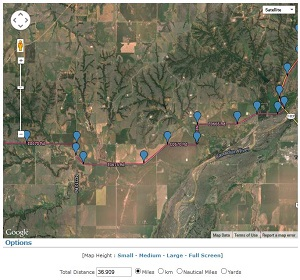 Satellite
Google
Map Data
Terms of Use
Report a map error
Options
[Map Height : Small - Medium - Large - Full Screen]
Total Distance 36.909 Miles km Nautical Miles Yards